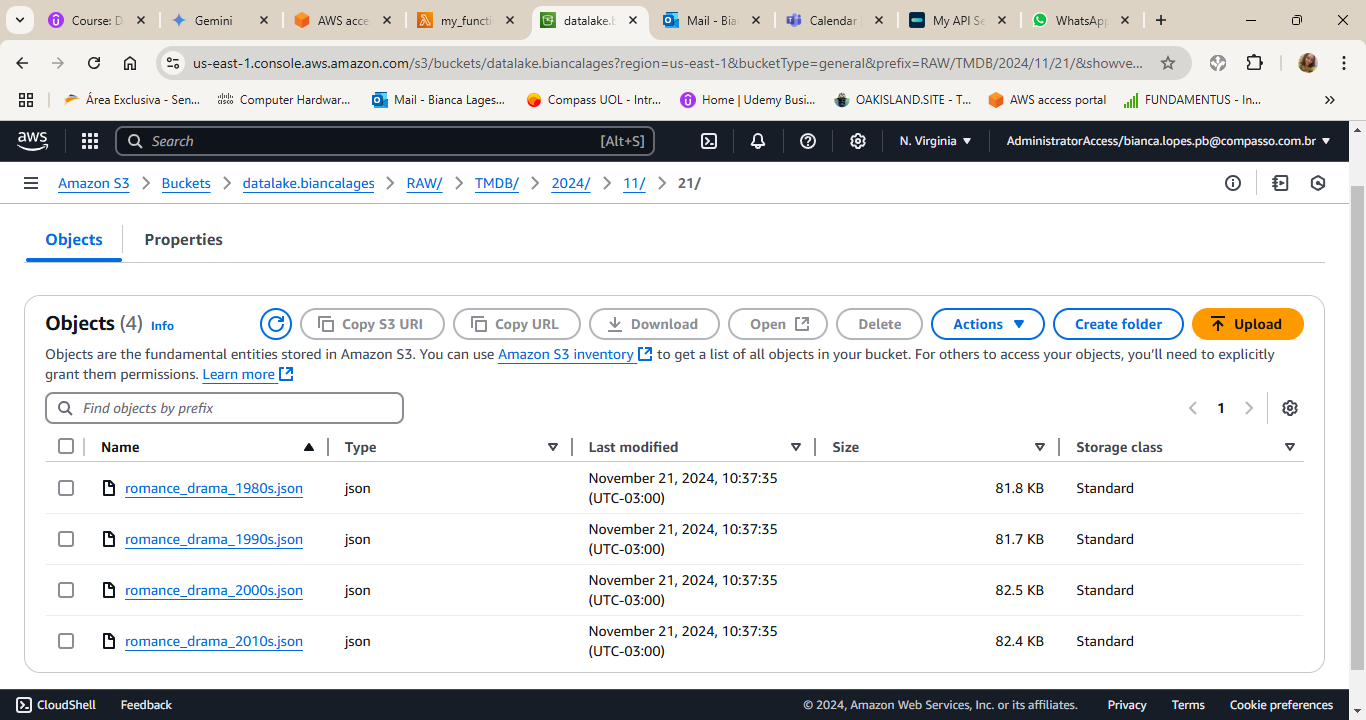 Course: D
Gemini
AWS acce
my_functi
datalake.b
Mail - Bia
Calendar
My API Se
WhatsApp
us-east-1.console.aws.amazon.com/s3/buckets/datalake.biancalages?region=us-east-1&bucketType=general&prefix=RAW/TMDB/2024/11/21/&showve...
Área Exclusiva - Sen...
Computer Hardwar...
Mail - Bianca Lages...
Compass UOL - Intr...
Home | Udemy Busi...
OAKISLAND.SITE - T...
AWS access portal
FUNDAMENTUS - In...
aws
Search
[Alt+S]
N. Virginia
AdministratorAccess/bianca.lopes.pb@compasso.com.br
Amazon S3
Buckets
datalake.biancalages
RAW/
TMDB/
2024/
11/
21/
Objects
Properties
Objects (4) Info
Copy S3 URI
Copy URL
Download
Open
Delete
Actions
Create folder
Upload
Objects are the fundamental entities stored in Amazon S3. You can use Amazon S3 inventory to get a list of all objects in your bucket. For others to access your objects, you'll need to explicitly
grant them permissions. Learn more
Find objects by prefix
1
Name
Type
Last modified
Size
Storage class
romance_drama_1980s.json
json
November 21, 2024, 10:37:35
(UTC-03:00)
81.8 KB
Standard
romance_drama_1990s.json
json
November 21, 2024, 10:37:35
(UTC-03:00)
81.7 KB
Standard
romance_drama_2000s.json
json
November 21, 2024, 10:37:35
(UTC-03:00)
82.5 KB
Standard
romance_drama_2010s.json
json
November 21, 2024, 10:37:35
(UTC-03:00)
82.4 KB
Standard
CloudShell
Feedback
© 2024, Amazon Web Services, Inc. or its affiliates.
Privacy
Terms
Cookie preferences